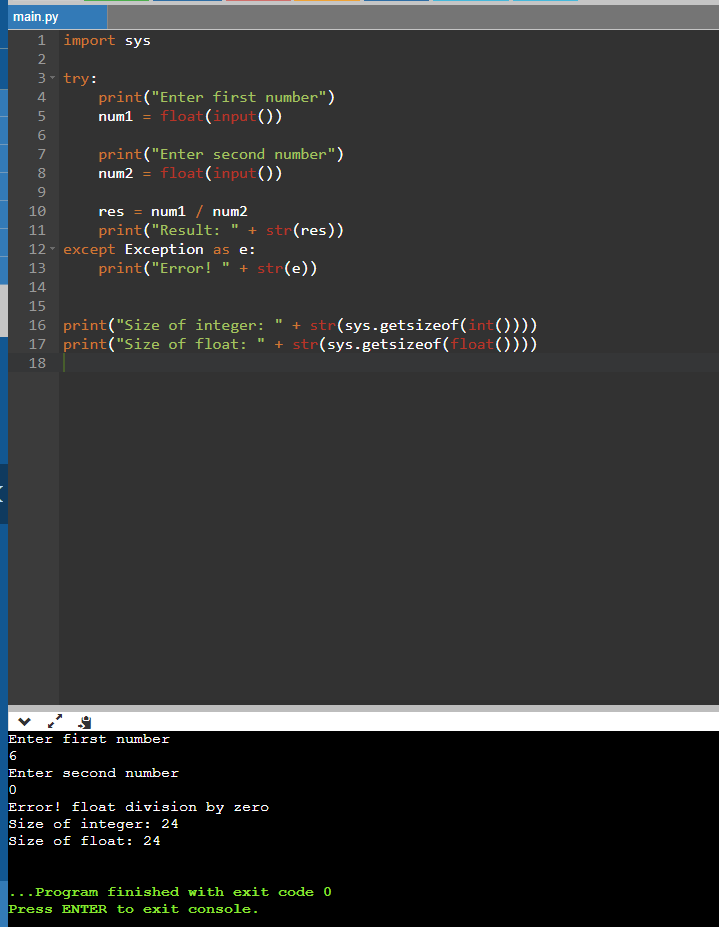 main.py
1 import sys
2
3 try:
4     print("Enter first number")
5     num1 = float(input())
6
7     print("Enter second number")
8     num2 = float(input())
9
10     res = num1 / num2
11     print("Result: " + str(res))
12 except Exception as e:
13     print("Error! " + str(e))
14
15
16 print("Size of integer: " + str(sys.getsizeof(int())))
17 print("Size of float: " + str(sys.getsizeof(float())))
18
Enter first number
6
Enter second number
0
Error! float division by zero
Size of integer: 24
Size of float: 24
...Program finished with exit code 0
Press ENTER to exit console.